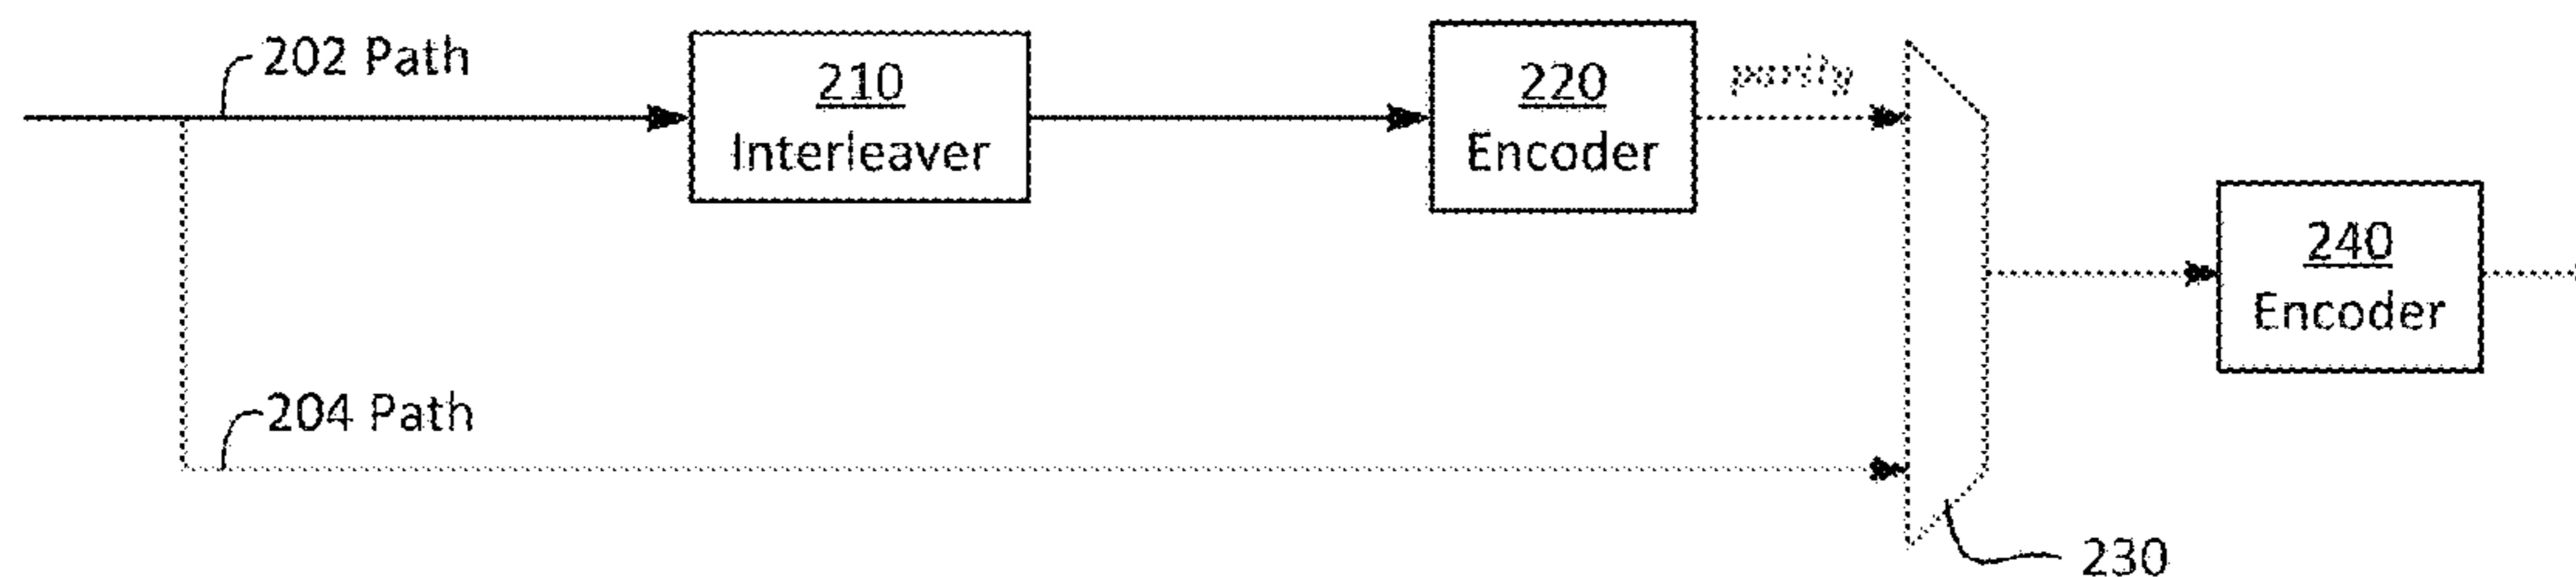 202 Path
210
Interleaver
220
Encoder
parity
240
Encoder
204 Path
230